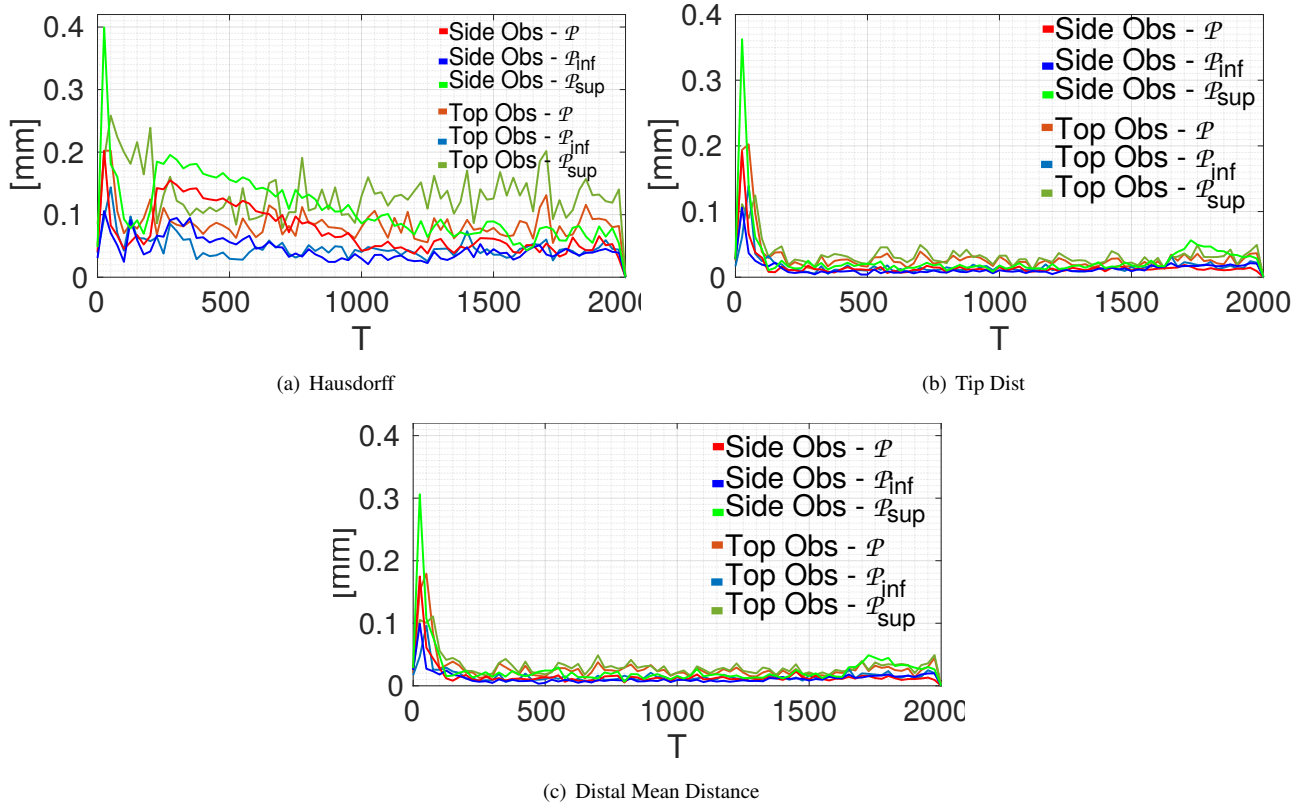 0.4
0.3
0.2
0.1
0
[mm]
0 500 1000 1500 2000
T
Side Obs - 𝒫
Side Obs - 𝒫inf
Side Obs - 𝒫sup
Top Obs - 𝒫
Top Obs - 𝒫inf
Top Obs - 𝒫sup
(a) Hausdorff
0.4
0.3
0.2
0.1
0
[mm]
0 500 1000 1500 2000
T
Side Obs - 𝒫
Side Obs - 𝒫inf
Side Obs - 𝒫sup
Top Obs - 𝒫
Top Obs - 𝒫inf
Top Obs - 𝒫sup
(b) Tip Dist
0.4
0.3
0.2
0.1
0
[mm]
0 500 1000 1500 2000
T
Side Obs - 𝒫
Side Obs - 𝒫inf
Side Obs - 𝒫sup
Top Obs - 𝒫
Top Obs - 𝒫inf
Top Obs - 𝒫sup
(c) Distal Mean Distance